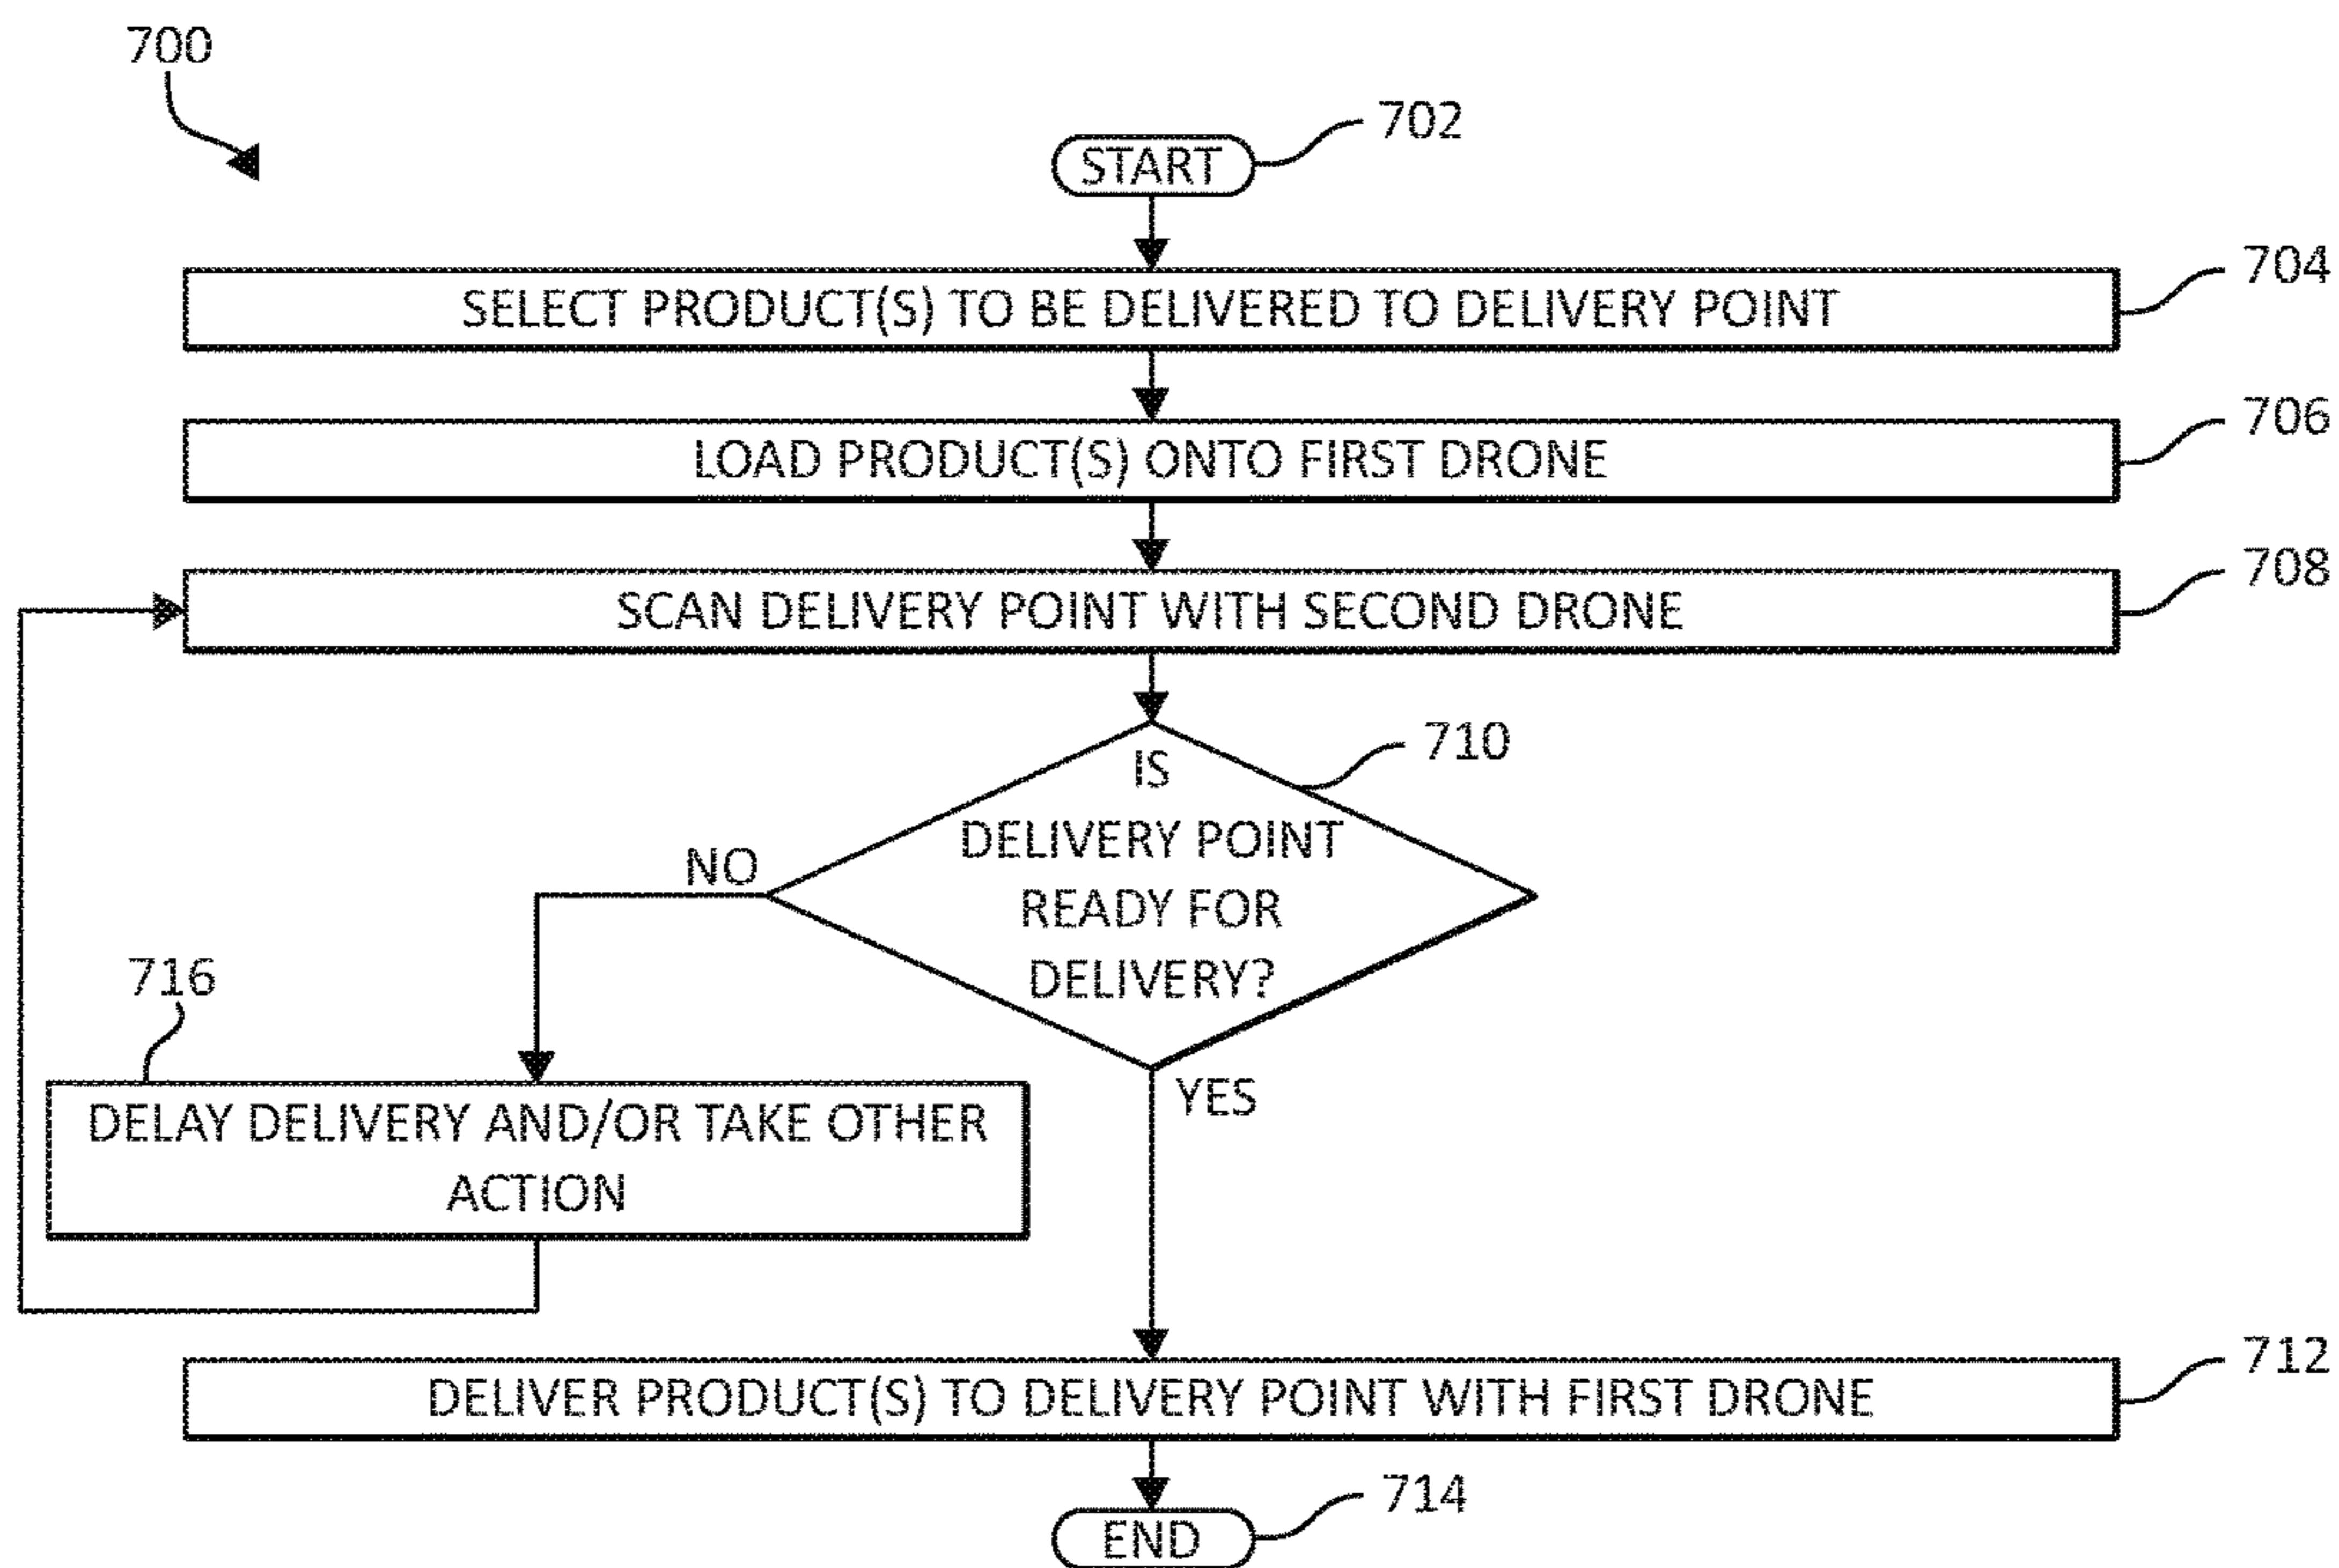 700
702
START
704
SELECT PRODUCT(S) TO BE DELIVERED TO DELIVERY POINT
706
LOAD PRODUCT(S) ONTO FIRST DRONE
708
SCAN DELIVERY POINT WITH SECOND DRONE
710
IS
DELIVERY POINT
READY FOR
DELIVERY?
NO
YES
716
DELAY DELIVERY AND/OR TAKE OTHER
ACTION
712
DELIVER PRODUCT(S) TO DELIVERY POINT WITH FIRST DRONE
714
END